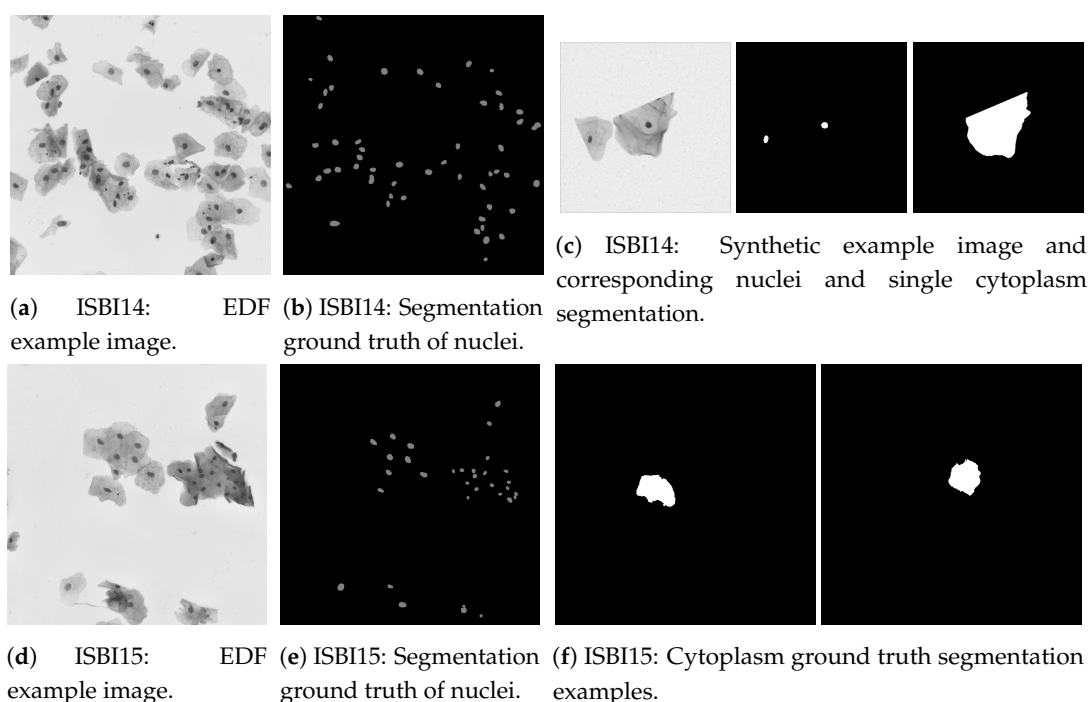 (a) ISBI14: EDF
example image.
(b) ISBI14: Segmentation
ground truth of nuclei.
(c) ISBI14: Synthetic example image and
corresponding nuclei and single cytoplasm
segmentation.
(d) ISBI15: EDF
example image.
(e) ISBI15: Segmentation
ground truth of nuclei.
(f) ISBI15: Cytoplasm ground truth segmentation
examples.